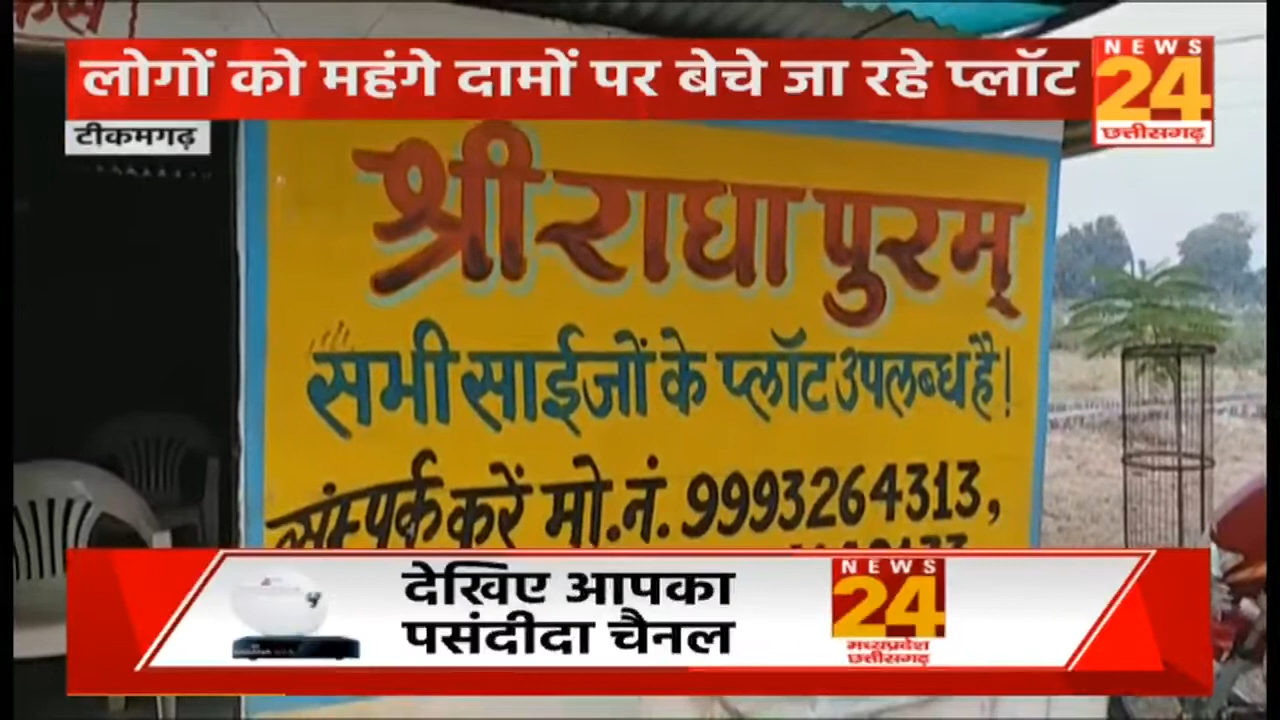 लोगों को महंगे दामों पर बेचे जा रहे प्लॉट
NEWS
24
छत्तीसगढ़
टीकमगढ़
श्री राधा पुरम्
सभी साईजों के प्लॉट उपलब्ध है!
संम्पर्क करें मो.नं. 9993264313,
देखिए आपका
पसंदीदा चैनल
NEWS
24
मध्यप्रदेश
छत्तीसगढ़